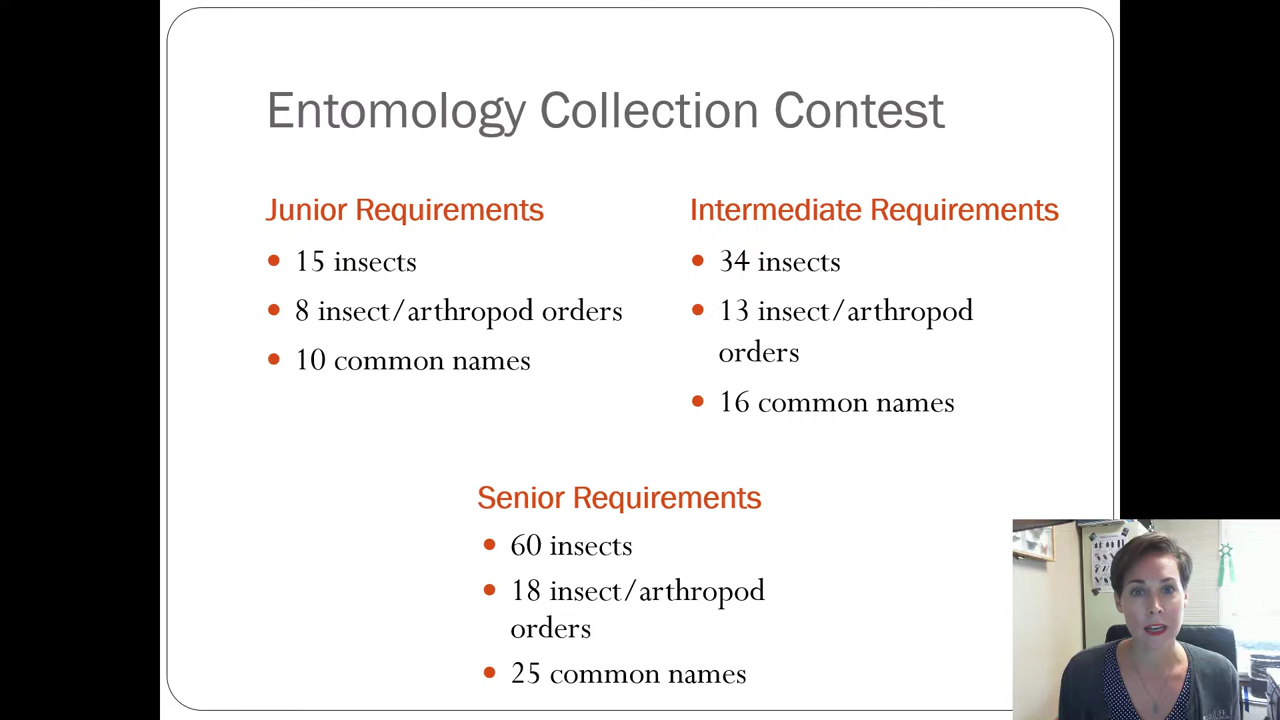 Entomology Collection Contest
Junior Requirements
15 insects
8 insect/arthropod orders
10 common names
Intermediate Requirements
34 insects
13 insect/arthropod
orders
16 common names
Senior Requirements
60 insects
18 insect/arthropod
orders
25 common names